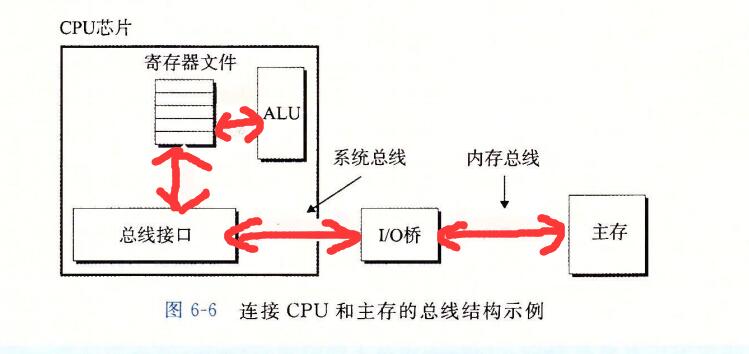 CPU芯片
寄存器文件
ALU
系统总线
内存总线
总线接口
I/O桥
主存
图 6-6 连接 CPU 和主存的总线结构示例